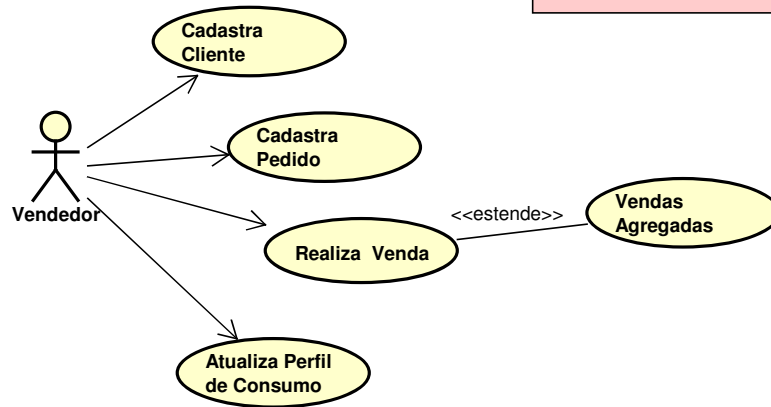 Cadastra
Cliente
Cadastra
Pedido
Vendedor
<<estende>>
Vendas
Agregadas
Realiza Venda
Atualiza Perfil
de Consumo